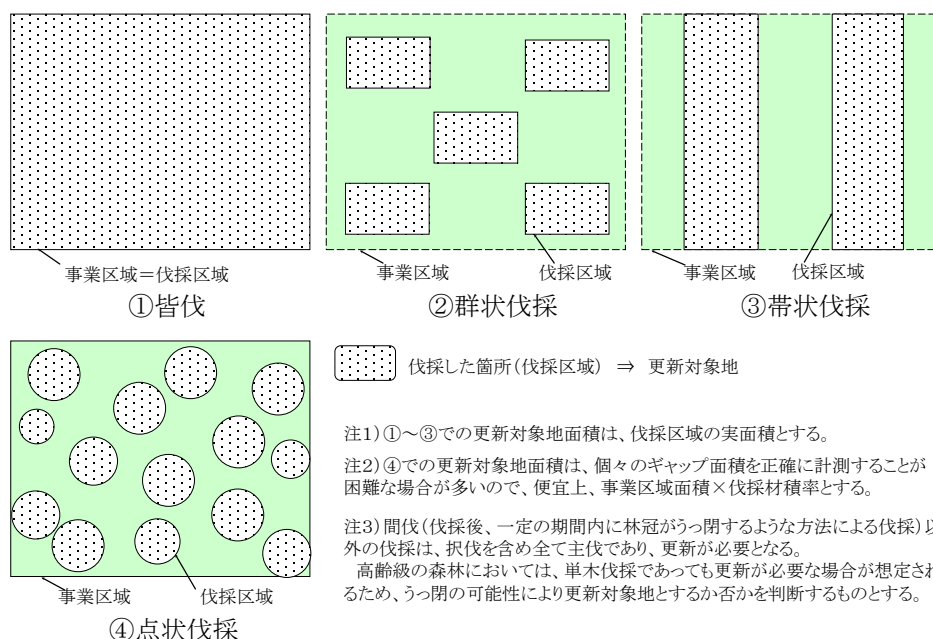 事業区域＝伐採区域
①皆伐
事業区域
伐採区域
②群状伐採
事業区域
伐採区域
③帯状伐採
伐採した箇所(伐採区域) ⇒ 更新対象地
注1)①～③での更新対象地面積は、伐採区域の実面積とする。
注2)④での更新対象地面積は、個々のギャップ面積を正確に計測することが
困難な場合が多いので、便宜上、事業区域面積×伐採材積率とする。
注3)間伐(伐採後、一定の期間内に林冠がうっ閉するような方法による伐採)以
外の伐採は、択伐を含め全て主伐であり、更新が必要となる。
高齢級の森林においては、単木伐採であっても更新が必要な場合が想定され
るため、うっ閉の可能性により更新対象地とするか否かを判断するものとする。
事業区域
伐採区域
④点状伐採